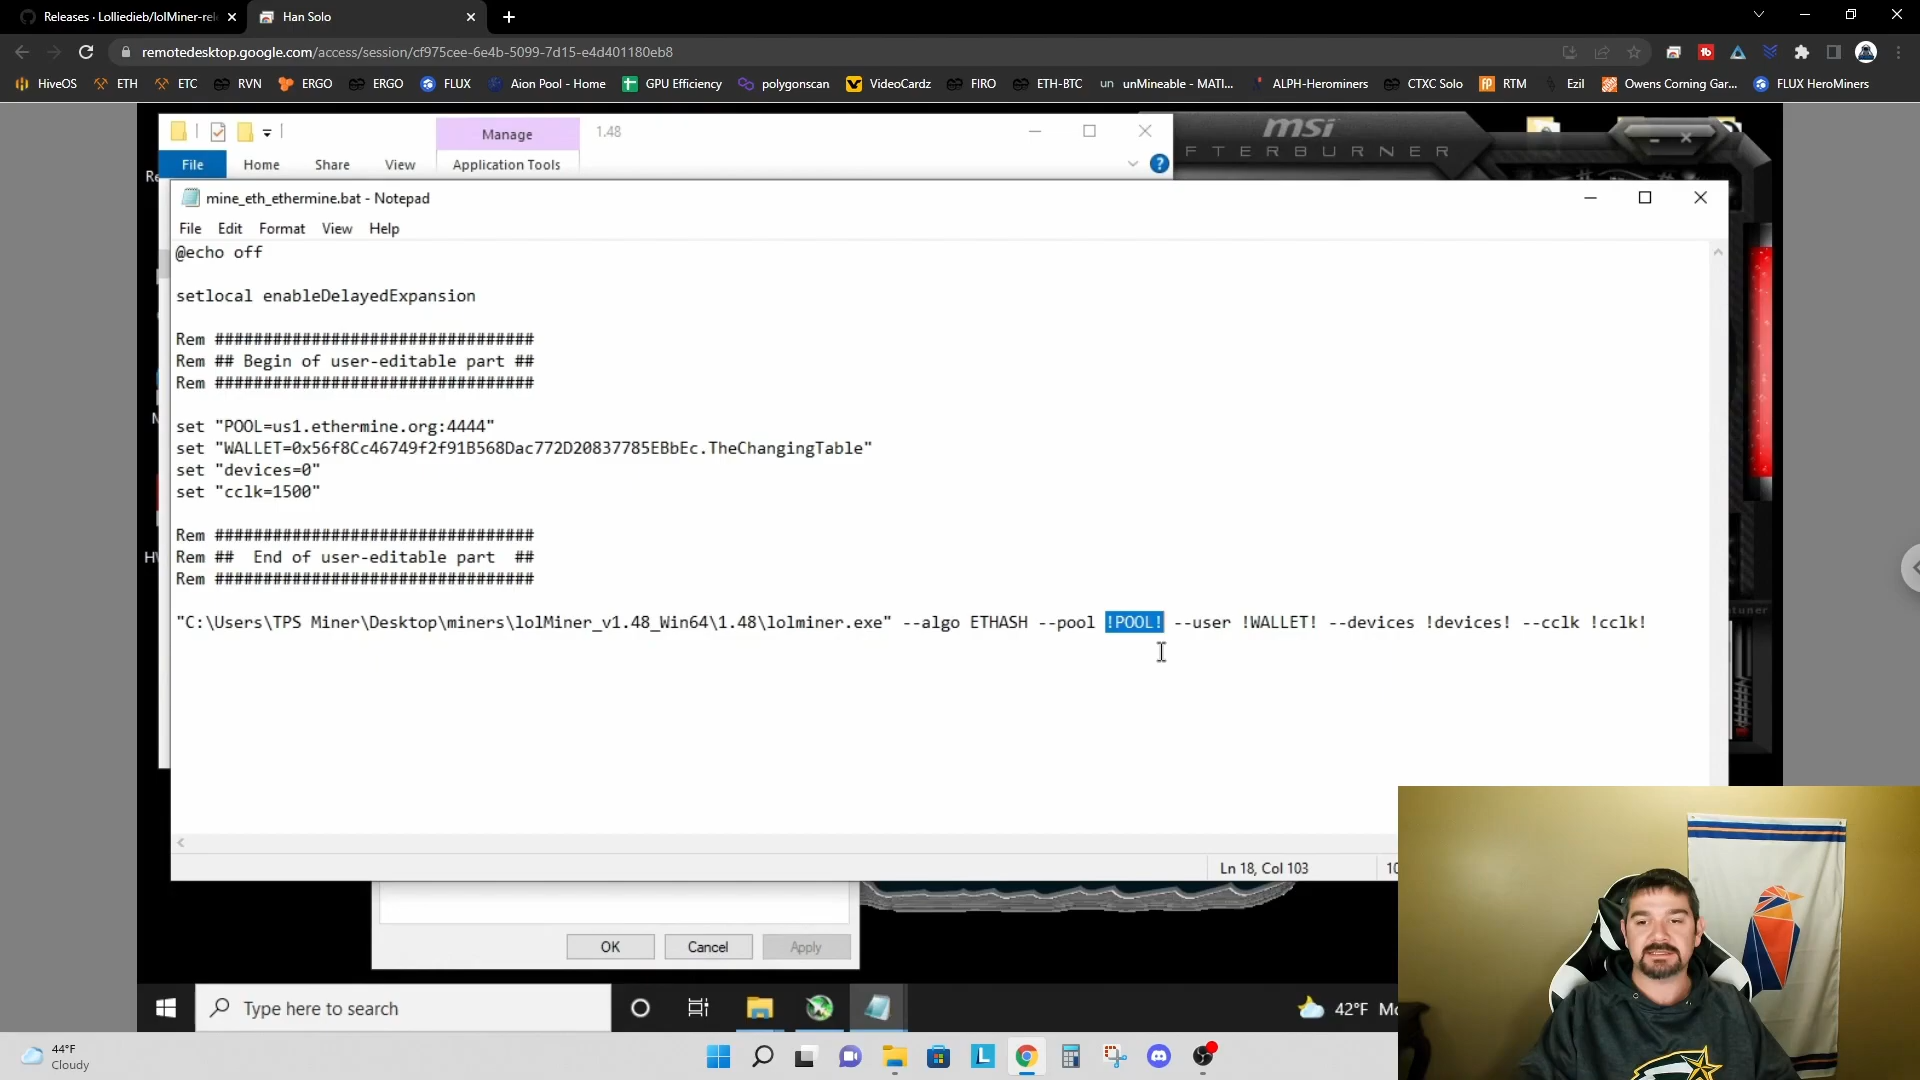 Releases · Lolliedieb/lolMiner-rel
Han Solo
remotedesktop.google.com/access/session/cf975cee-6e4b-5099-7d15-e4d401180eb8
HiveOS ETH ETC RVN ERGO ERGO FLUX Aion Pool - Home GPU Efficiency polygonscan VideoCardz FIRO ETH-BTC unMineable - MATI... ALPH-Herominers CTXC Solo RTM Ezil Owens Corning Gar... FLUX HeroMiners
Manage 1.48
File Home Share View Application Tools
msi
FTERBURNER
mine_eth_ethermine.bat - Notepad
File Edit Format View Help
@echo off
setlocal enableDelayedExpansion
Rem #################################
Rem ## Begin of user-editable part ##
Rem #################################
set "POOL=us1.ethermine.org:4444"
set "WALLET=0x56f8Cc46749f2f91B568Dac772D20837785EBbEc.TheChangingTable"
set "devices=0"
set "cclk=1500"
Rem #################################
Rem ##  End of user-editable part  ##
Rem #################################
"C:\Users\TPS Miner\Desktop\miners\lolMiner_v1.48_Win64\1.48\lolminer.exe" --algo ETHASH --pool !POOL! --user !WALLET! --devices !devices! --cclk !cclk!
Ln 18, Col 103
OK Cancel Apply
Type here to search
42°F
44°F
Cloudy